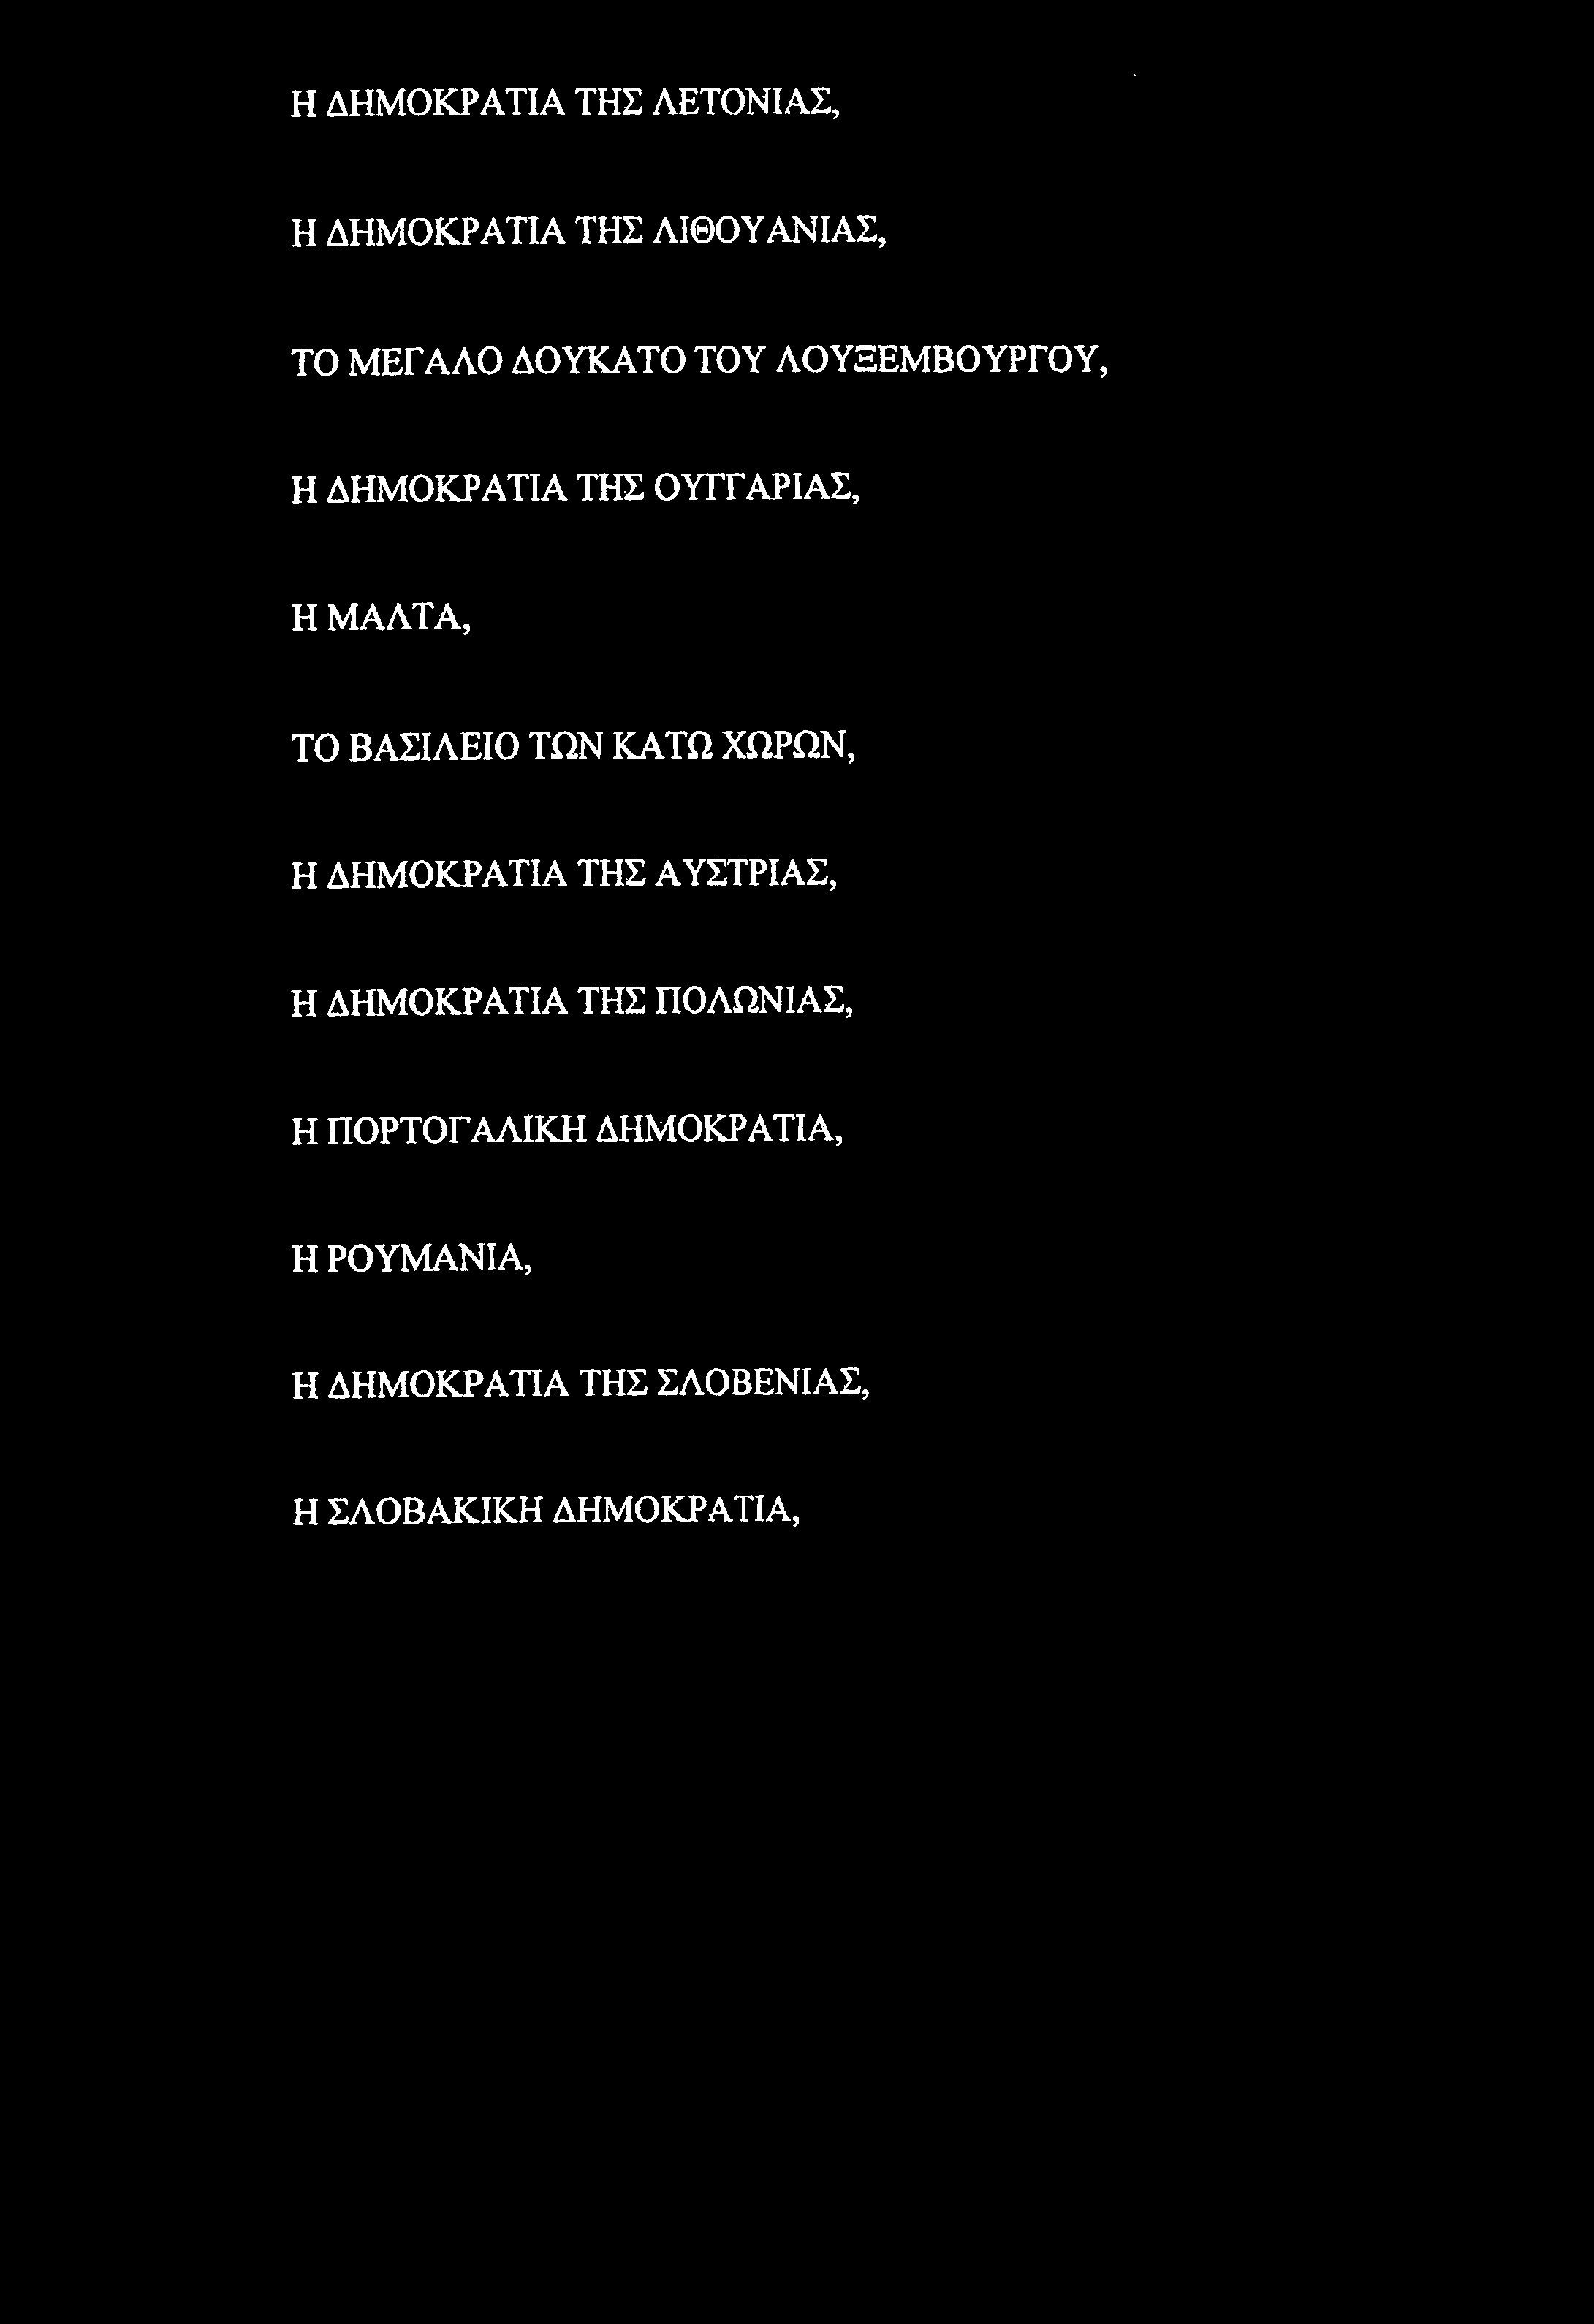 Η ΔΗΜΟΚΡΑΤΙΑ ΤΗΣ ΛΕΤΟΝΙΑΣ,
Η ΔΗΜΟΚΡΑΤΙΑ ΤΗΣ ΛΙΘΟΥΑΝΙΑΣ,
ΤΟ ΜΕΓΑΛΟ ΔΟΥΚΑΤΟ ΤΟΥ ΛΟΥΞΕΜΒΟΥΡΓΟΥ,
Η ΔΗΜΟΚΡΑΤΙΑ ΤΗΣ ΟΥΓΓΑΡΙΑΣ,
Η ΜΑΛΤΑ,
ΤΟ ΒΑΣΙΛΕΙΟ ΤΩΝ ΚΑΤΩ ΧΩΡΩΝ,
Η ΔΗΜΟΚΡΑΤΙΑ ΤΗΣ ΑΥΣΤΡΙΑΣ,
Η ΔΗΜΟΚΡΑΤΙΑ ΤΗΣ ΠΟΛΩΝΙΑΣ,
Η ΠΟΡΤΟΓΑΛΙΚΗ ΔΗΜΟΚΡΑΤΙΑ,
Η ΡΟΥΜΑΝΙΑ,
Η ΔΗΜΟΚΡΑΤΙΑ ΤΗΣ ΣΛΟΒΕΝΙΑΣ,
Η ΣΛΟΒΑΚΙΚΗ ΔΗΜΟΚΡΑΤΙΑ,